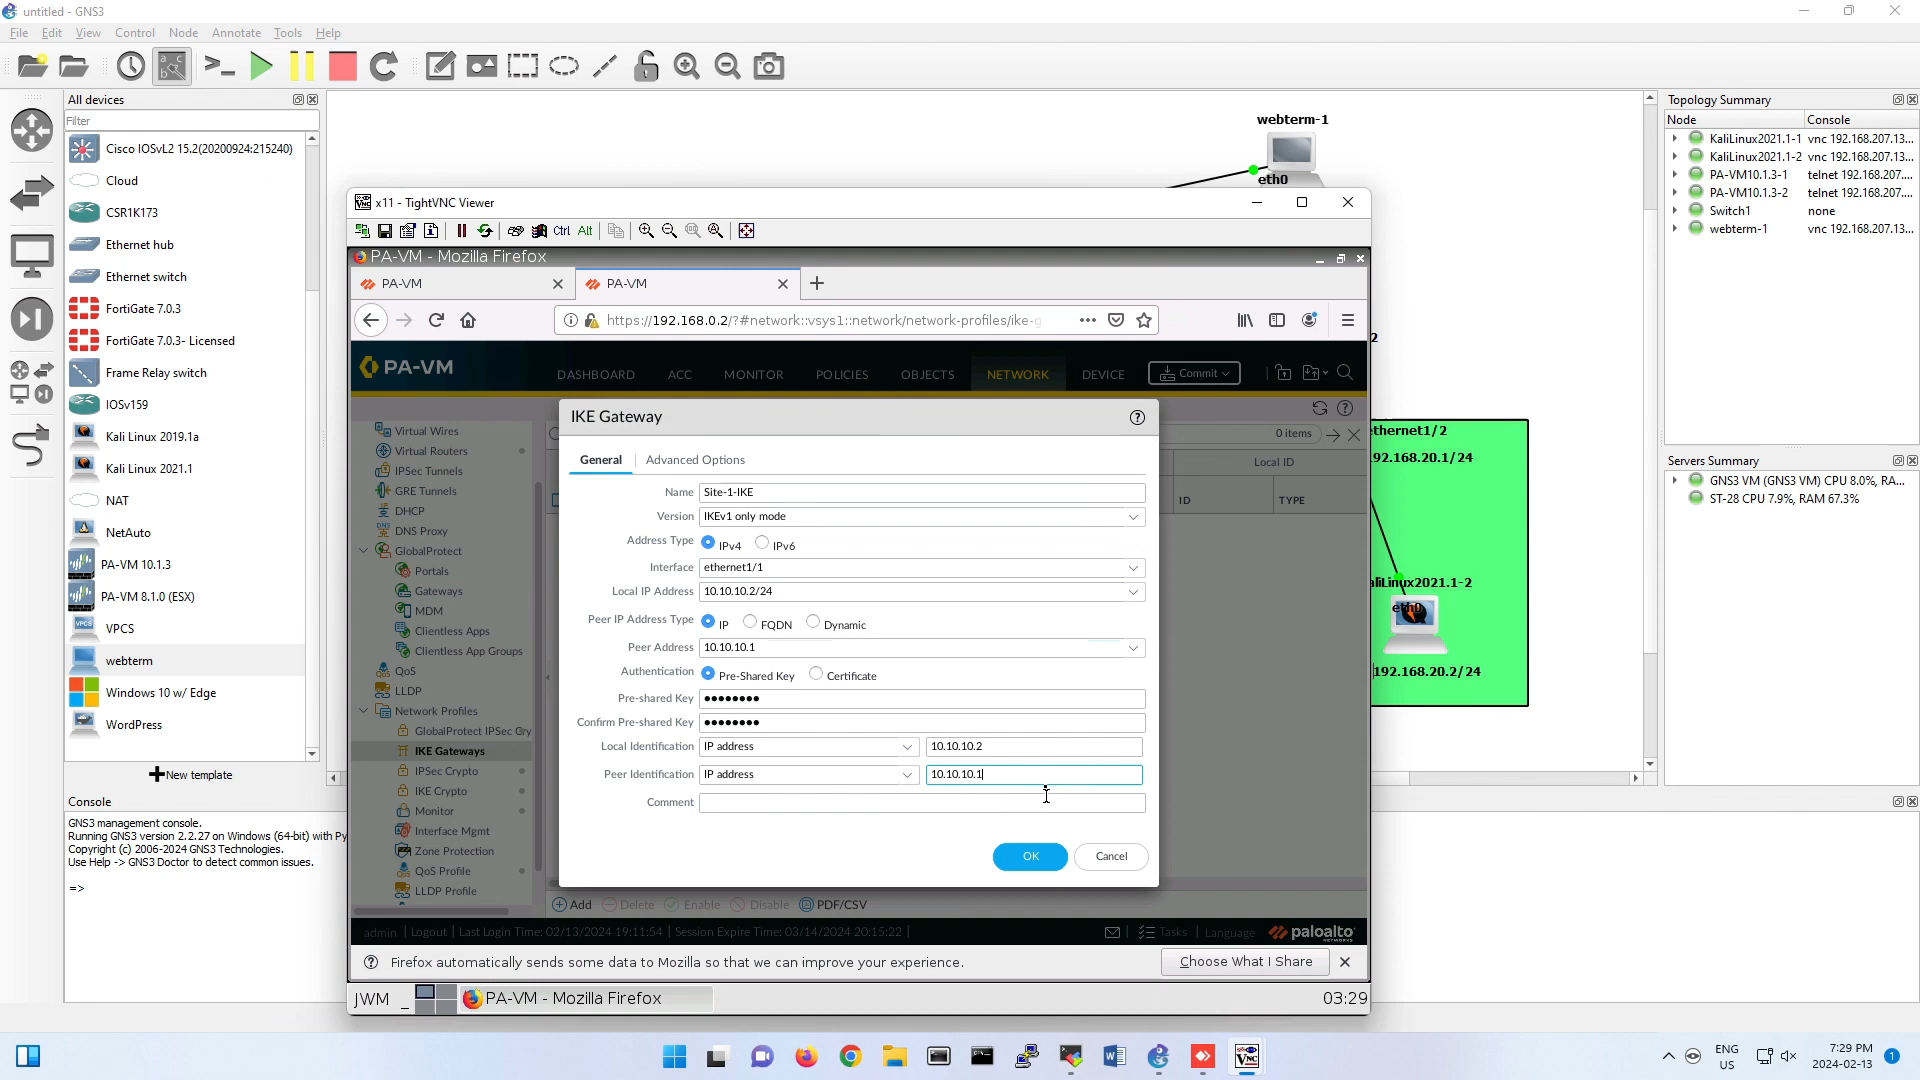 untitled - GNS3
File Edit View Control Node Annotate Tools Help
All devices
Filter
Cisco IOSvL2 15.2(20200924:215240)
Cloud
CSR1K173
Ethernet hub
Ethernet switch
FortiGate 7.0.3
FortiGate 7.0.3- Licensed
Frame Relay switch
IOSv159
Kali Linux 2019.1a
Kali Linux 2021.1
NAT
NetAuto
PA-VM 10.1.3
PA-VM 8.1.0 (ESX)
VPCS
webterm
Windows 10 w/ Edge
WordPress
New template
Console
GNS3 management console.
Running GNS3 version 2.2.27 on Windows (64-bit) with Py
Copyright (c) 2006-2024 GNS3 Technologies.
Use Help -> GNS3 Doctor to detect common issues.
=>
webterm-1
eth0
x11 - TightVNC Viewer
Ctrl Alt
PA-VM - Mozilla Firefox
PA-VM
PA-VM
https://192.168.0.2/?#network::vsys1::network/network-profiles/ike-g
PA-VM
DASHBOARD ACC MONITOR POLICIES OBJECTS NETWORK DEVICE Commit
Virtual Wires
Virtual Routers
IPSec Tunnels
GRE Tunnels
DHCP
DNS Proxy
GlobalProtect
Portals
Gateways
MDM
Clientless Apps
Clientless App Groups
QoS
LLDP
Network Profiles
GlobalProtect IPSec Cry
IKE Gateways
IPSec Crypto
IKE Crypto
Monitor
Interface Mgmt
Zone Protection
QoS Profile
LLDP Profile
0 items
Local ID
ID TYPE
IKE Gateway
General Advanced Options
Name Site-1-IKE
Version IKEv1 only mode
Address Type IPv4 IPv6
Interface ethernet1/1
Local IP Address 10.10.10.2/24
Peer IP Address Type IP FQDN Dynamic
Peer Address 10.10.10.1
Authentication Pre-Shared Key Certificate
Pre-shared Key ••••••••
Confirm Pre-shared Key ••••••••
Local Identification IP address 10.10.10.2
Peer Identification IP address 10.10.10.1
Comment
OK Cancel
Add Delete Enable Disable PDF/CSV
admin | Logout | Last Login Time: 02/13/2024 19:11:54 | Session Expire Time: 03/14/2024 20:15:22 |
Tasks | Language paloalto NETWORKS
Firefox automatically sends some data to Mozilla so that we can improve your experience.
Choose What I Share
JWM
PA-VM - Mozilla Firefox
03:29
2
thernet1/2
92.168.20.1/24
aliLinux2021.1-2
eth0
192.168.20.2/24
Topology Summary
Node Console
KaliLinux2021.1-1 vnc 192.168.207.13...
KaliLinux2021.1-2 vnc 192.168.207.13...
PA-VM10.1.3-1 telnet 192.168.207....
PA-VM10.1.3-2 telnet 192.168.207....
Switch1 none
webterm-1 vnc 192.168.207.13...
Servers Summary
GNS3 VM (GNS3 VM) CPU 8.0%, RA...
ST-28 CPU 7.9%, RAM 67.3%
ENG
US
7:29 PM
2024-02-13
1